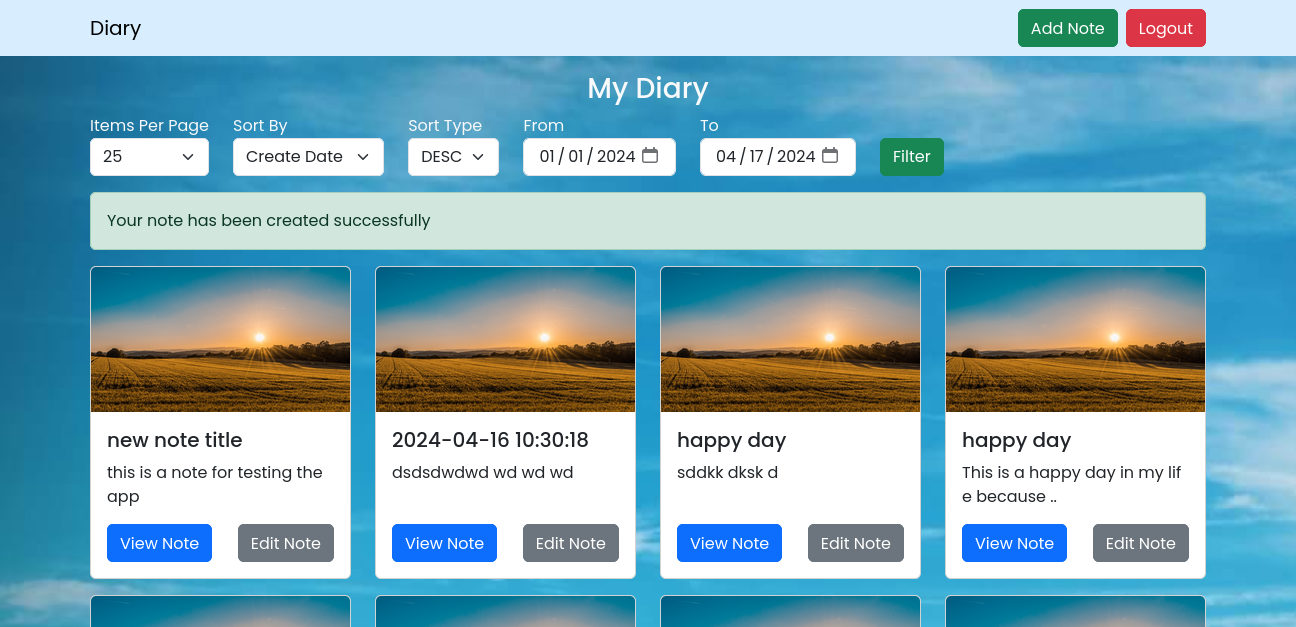 Diary
Add Note
Logout
My Diary
Items Per Page
Sort By
Sort Type
From
To
25
Create Date
DESC
01 / 01 / 2024
04 / 17 / 2024
Filter
Your note has been created successfully
new note title
this is a note for testing the
app
View Note
Edit Note
2024-04-16 10:30:18
dsdsdwdwd wd wd wd
View Note
Edit Note
happy day
sddkk dksk d
View Note
Edit Note
happy day
This is a happy day in my lif
e because ..
View Note
Edit Note